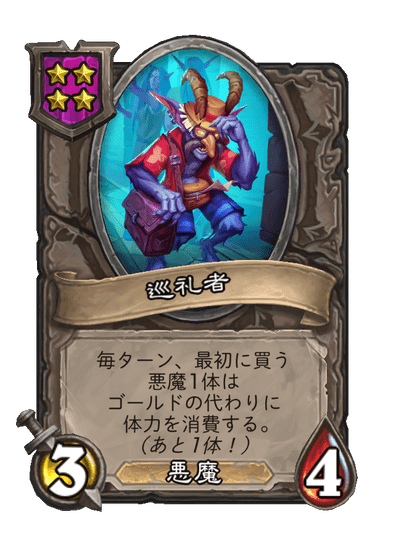 巡礼者
毎ターン、最初に買う
悪魔1体は
ゴールドの代わりに
体力を消費する。
(あと1体！)
3
悪魔
4